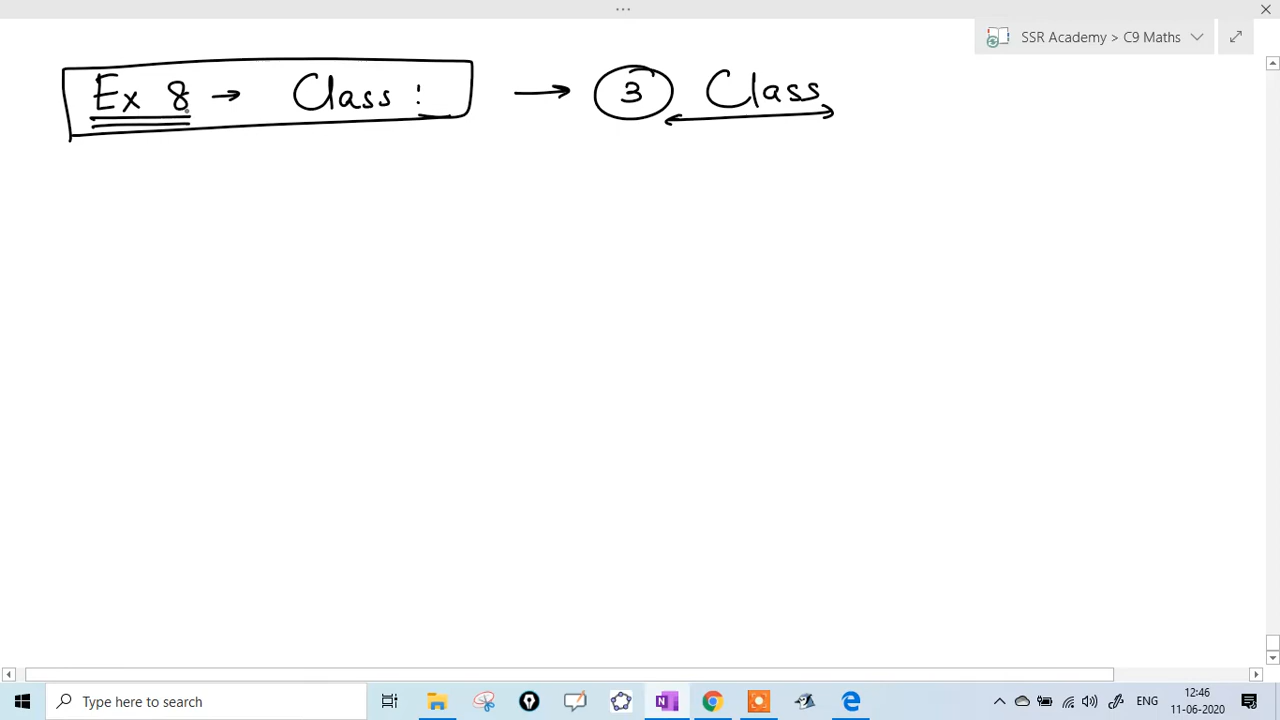 SSR Academy > C9 Maths
Ex 8 → Class : → 3 Class
Type here to search
ENG
12:46
11-06-2020